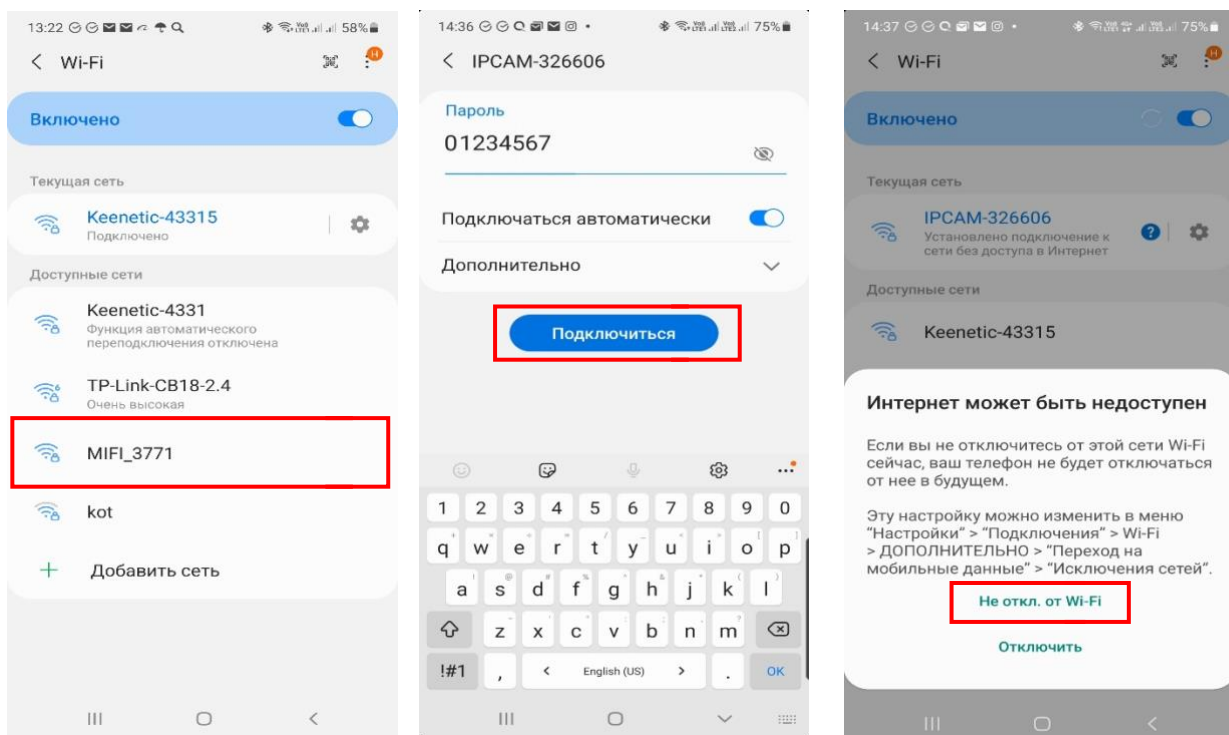 13:22
58%
Wi-Fi
Включено
Текущая сеть
Keenetic-43315
Подключено
Доступные сети
Keenetic-4331
Функция автоматического
переподключения отключена
TP-Link-CB18-2.4
Очень высокая
MIFI_3771
kot
Добавить сеть
14:36
75%
IPCAM-326606
Пароль
01234567
Подключаться автоматически
Дополнительно
Подключиться
1 2 3 4 5 6 7 8 9 0
q w e r t y u i o p
a s d f g h j k l
z x c v b n m
!#1 , English (US) . OK
14:37
75%
Wi-Fi
Включено
Текущая сеть
IPCAM-326606
Установлено подключение к
сети без доступа в Интернет
Доступные сети
Keenetic-43315
Интернет может быть недоступен
Если вы не отключитесь от этой сети Wi-Fi
сейчас, ваш телефон не будет отключаться
от нее в будущем.
Эту настройку можно изменить в меню
"Настройки" > "Подключения" > Wi-Fi
> ДОПОЛНИТЕЛЬНО > "Переход на
мобильные данные" > "Исключения сетей".
Не откл. от Wi-Fi
Отключить